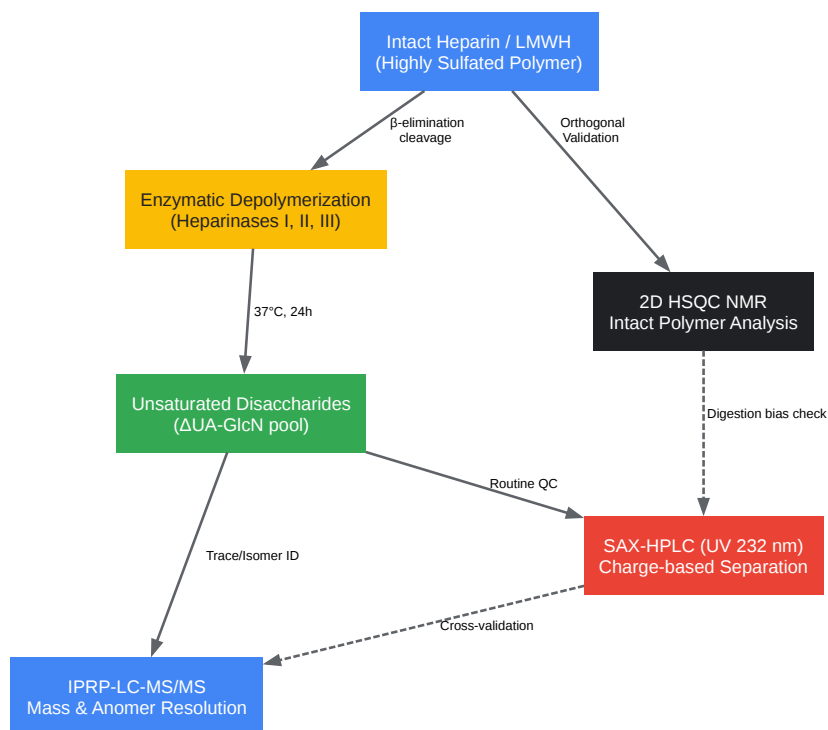 Intact Heparin / LMWH
(Highly Sulfated Polymer)
β-elimination
cleavage
Orthogonal
Validation
Enzymatic Depolymerization
(Heparinases I, II, III)
2D HSQC NMR
Intact Polymer Analysis
37°C, 24h
Unsaturated Disaccharides
(ΔUA-GlcN pool)
Digestion bias check
Routine QC
SAX-HPLC (UV 232 nm)
Charge-based Separation
Trace/Isomer ID
Cross-validation
IPRP-LC-MS/MS
Mass & Anomer Resolution